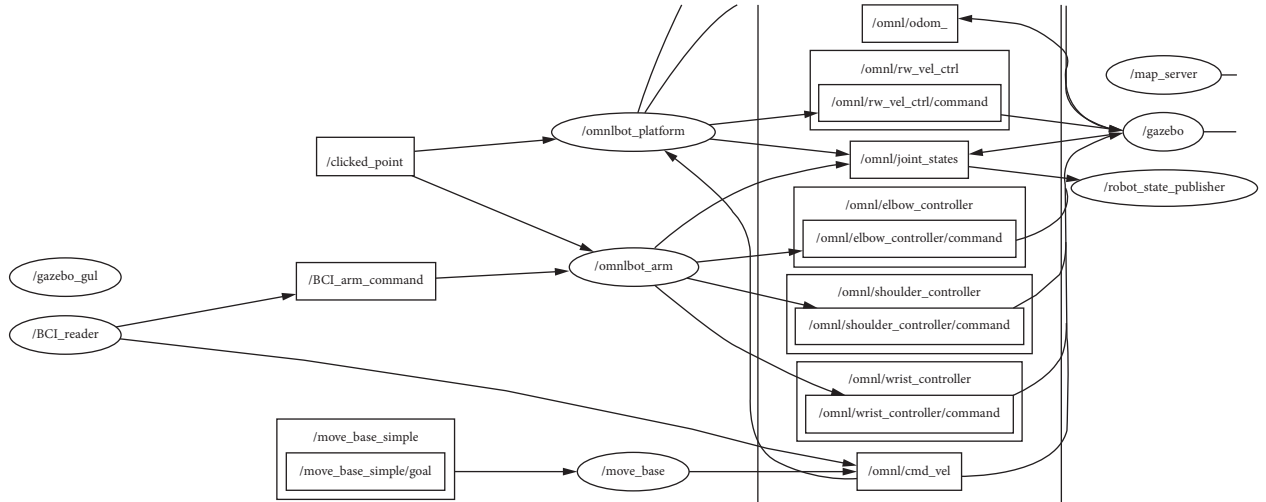 /omnl/odom_
/omnl/rw_vel_ctrl
/map_server
/omnl/rw_vel_ctrl/command
/omnlbot_platform
/gazebo
/clicked_point
/omnl/joint_states
/robot_state_publisher
/omnl/elbow_controller
/omnl/elbow_controller/command
/omnlbot_arm
/gazebo_gul
/BCI_arm_command
/omnl/shoulder_controller
/omnl/shoulder_controller/command
/BCI_reader
/omnl/wrist_controller
/omnl/wrist_controller/command
/move_base_simple
/move_base_simple/goal
/move_base
/omnl/cmd_vel